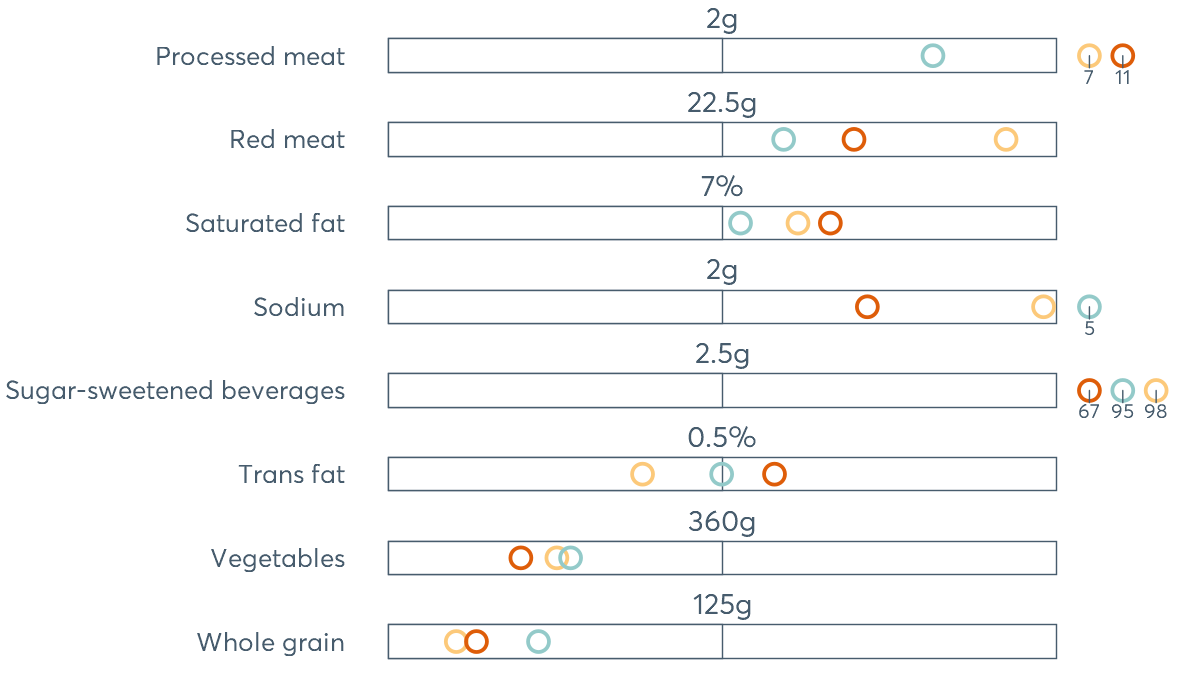 2g
Processed meat
7 11
22.5g
Red meat
7%
Saturated fat
2g
Sodium
5
2.5g
Sugar-sweetened beverages
67 95 98
0.5%
Trans fat
360g
Vegetables
125g
Whole grain